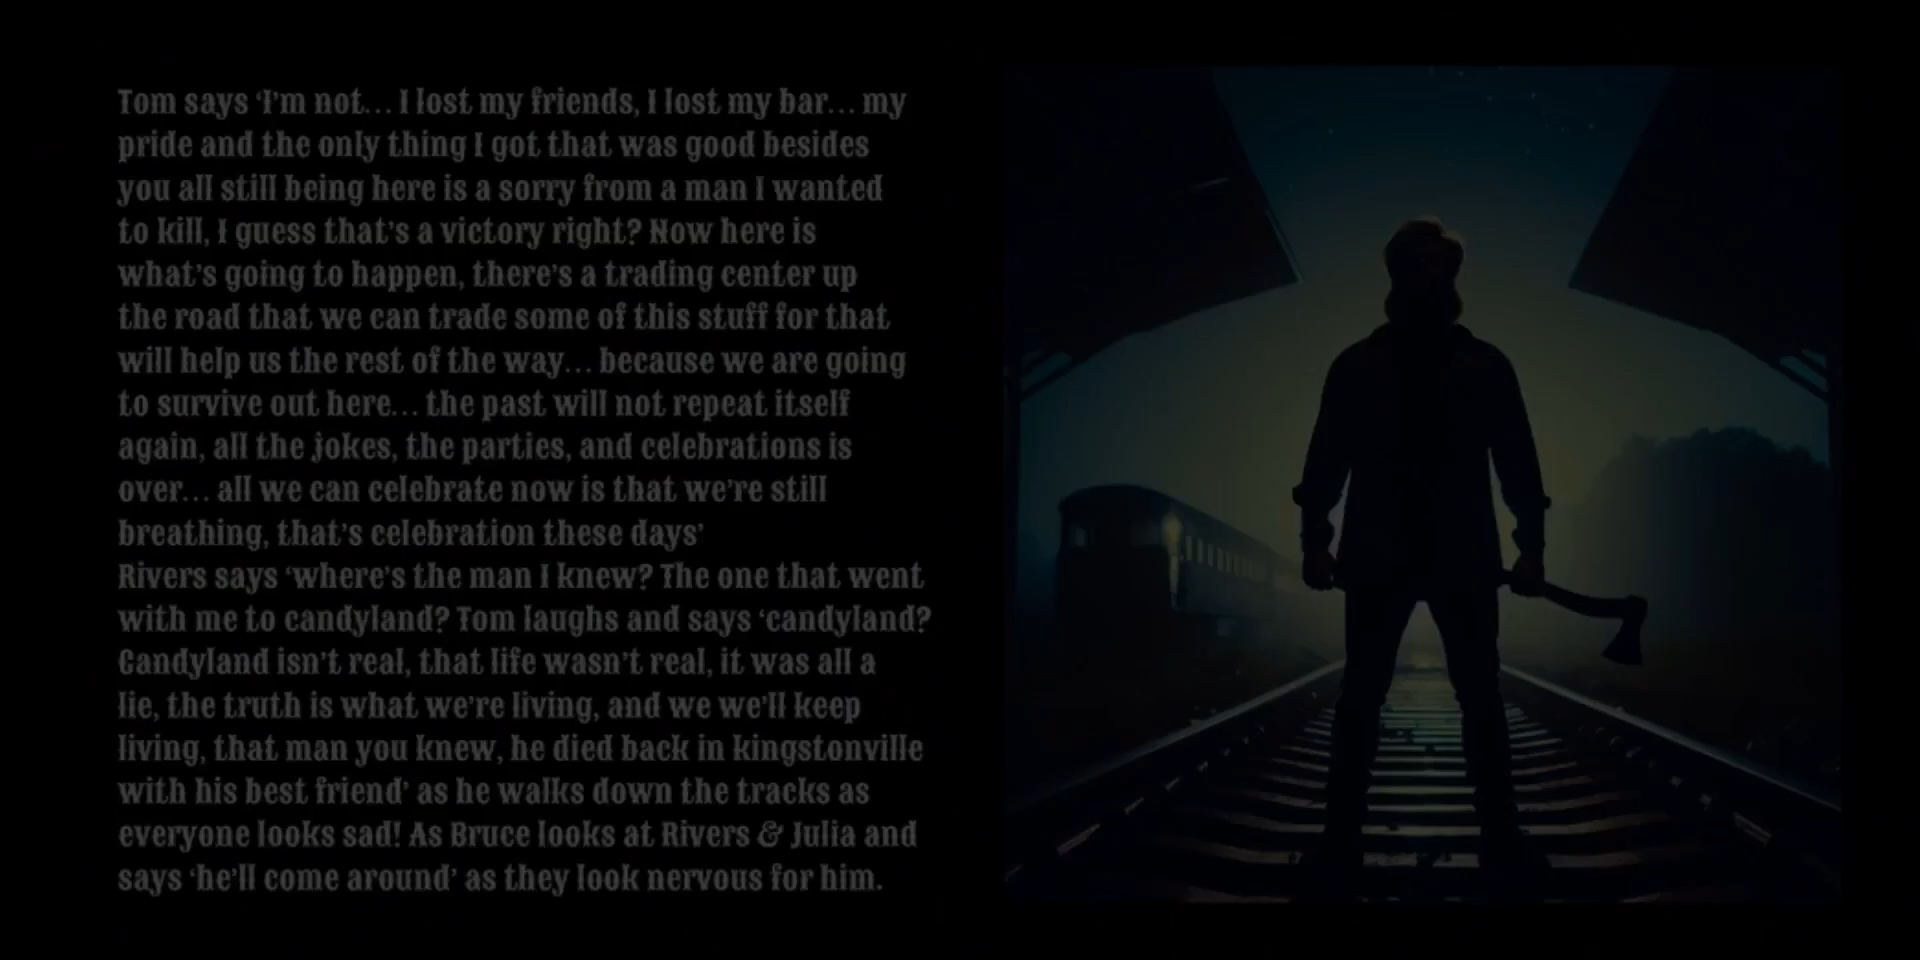 Tom says ‘I’m not... I lost my friends, I lost my bar... my
pride and the only thing I got that was good besides
you all still being here is a sorry from a man I wanted
to kill, I guess that’s a victory right? Now here is
what’s going to happen, there’s a trading center up
the road that we can trade some of this stuff for that
will help us the rest of the way... because we are going
to survive out here... the past will not repeat itself
again, all the jokes, the parties, and celebrations is
over... all we can celebrate now is that we’re still
breathing, that’s celebration these days’
Rivers says ‘where’s the man I knew? The one that went
with me to candyland? Tom laughs and says ‘candyland?
Candyland isn’t real, that life wasn’t real, it was all a
lie, the truth is what we’re living, and we we’ll keep
living, that man you knew, he died back in kingstonville
with his best friend’ as he walks down the tracks as
everyone looks sad! As Bruce looks at Rivers & Julia and
says ‘he’ll come around’ as they look nervous for him.